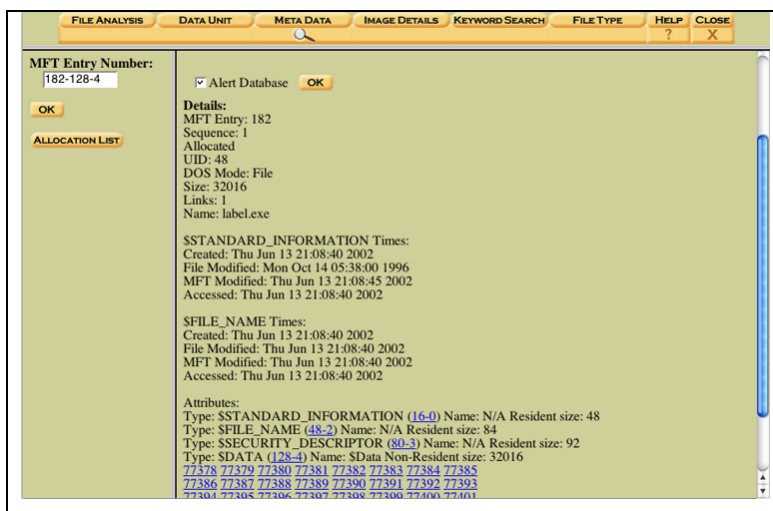 FILE ANALYSIS DATA UNIT META DATA IMAGE DETAILS KEYWORD SEARCH FILE TYPE HELP CLOSE
? X
MFT Entry Number:
182-128-4
OK
ALLOCATION LIST
Alert Database OK
Details:
MFT Entry: 182
Sequence: 1
Allocated
UID: 48
DOS Mode: File
Size: 32016
Links: 1
Name: label.exe
$STANDARD_INFORMATION Times:
Created: Thu Jun 13 21:08:40 2002
File Modified: Mon Oct 14 05:38:00 1996
MFT Modified: Thu Jun 13 21:08:45 2002
Accessed: Thu Jun 13 21:08:40 2002
$FILE_NAME Times:
Created: Thu Jun 13 21:08:40 2002
File Modified: Thu Jun 13 21:08:40 2002
MFT Modified: Thu Jun 13 21:08:40 2002
Accessed: Thu Jun 13 21:08:40 2002
Attributes:
Type: $STANDARD_INFORMATION (16-0) Name: N/A Resident size: 48
Type: $FILE_NAME (48-2) Name: N/A Resident size: 84
Type: $SECURITY_DESCRIPTOR (80-3) Name: N/A Resident size: 92
Type: $DATA (128-4) Name: $Data Non-Resident size: 32016
77378 77379 77380 77381 77382 77383 77384 77385
77386 77387 77388 77389 77390 77391 77392 77393
77394 77395 77396 77397 77398 77399 77400 77401